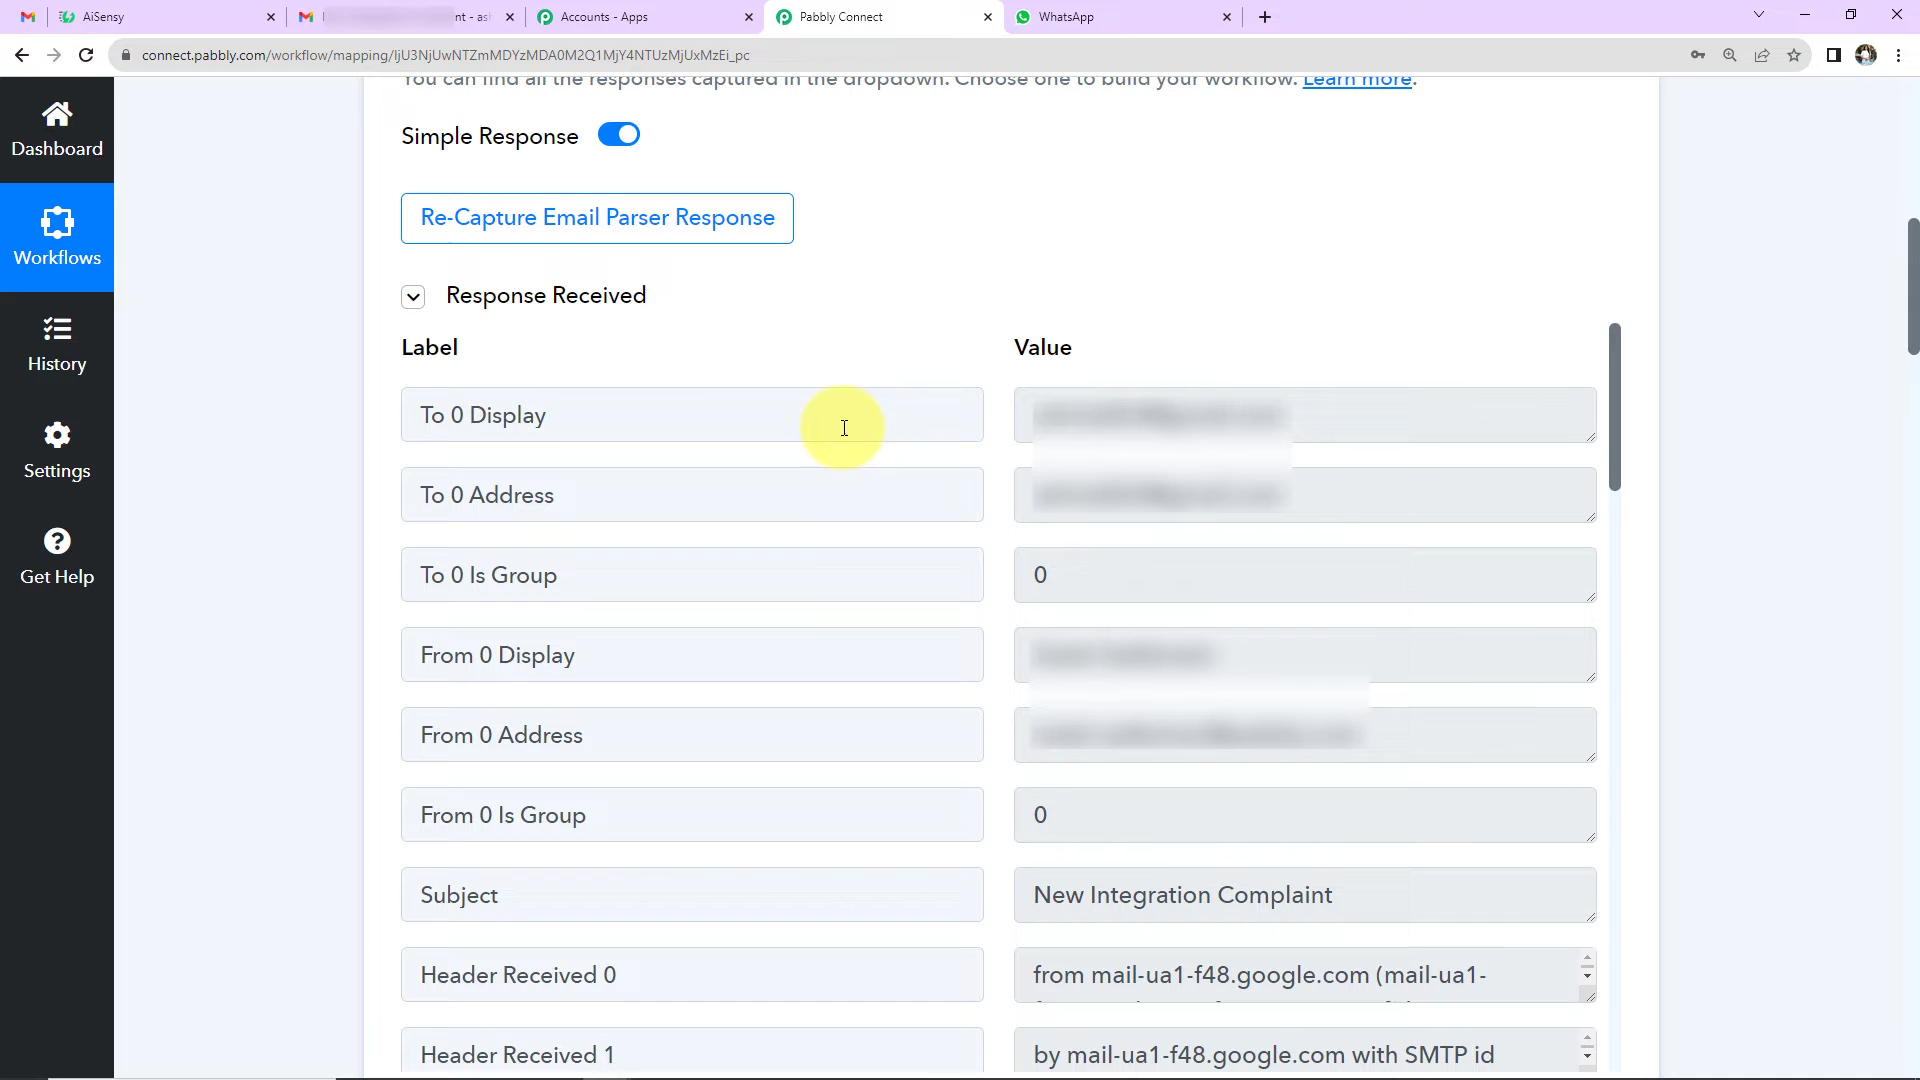 AiSensy
nt - as
Accounts - Apps
Pabbly Connect
WhatsApp
connect.pabbly.com/workflow/mapping/IjU3NjUwNTZmMDYzMDA0M2Q1MjY4NTUzMjUxMzEi_pc
You can find all the responses captured in the dropdown. Choose one to build your workflow. Learn more.
Dashboard
Workflows
History
Settings
Get Help
Simple Response
Re-Capture Email Parser Response
Response Received
Label Value
To 0 Display
To 0 Address
To 0 Is Group 0
From 0 Display
From 0 Address
From 0 Is Group 0
Subject New Integration Complaint
Header Received 0 from mail-ua1-f48.google.com (mail-ua1-
Header Received 1 by mail-ua1-f48.google.com with SMTP id